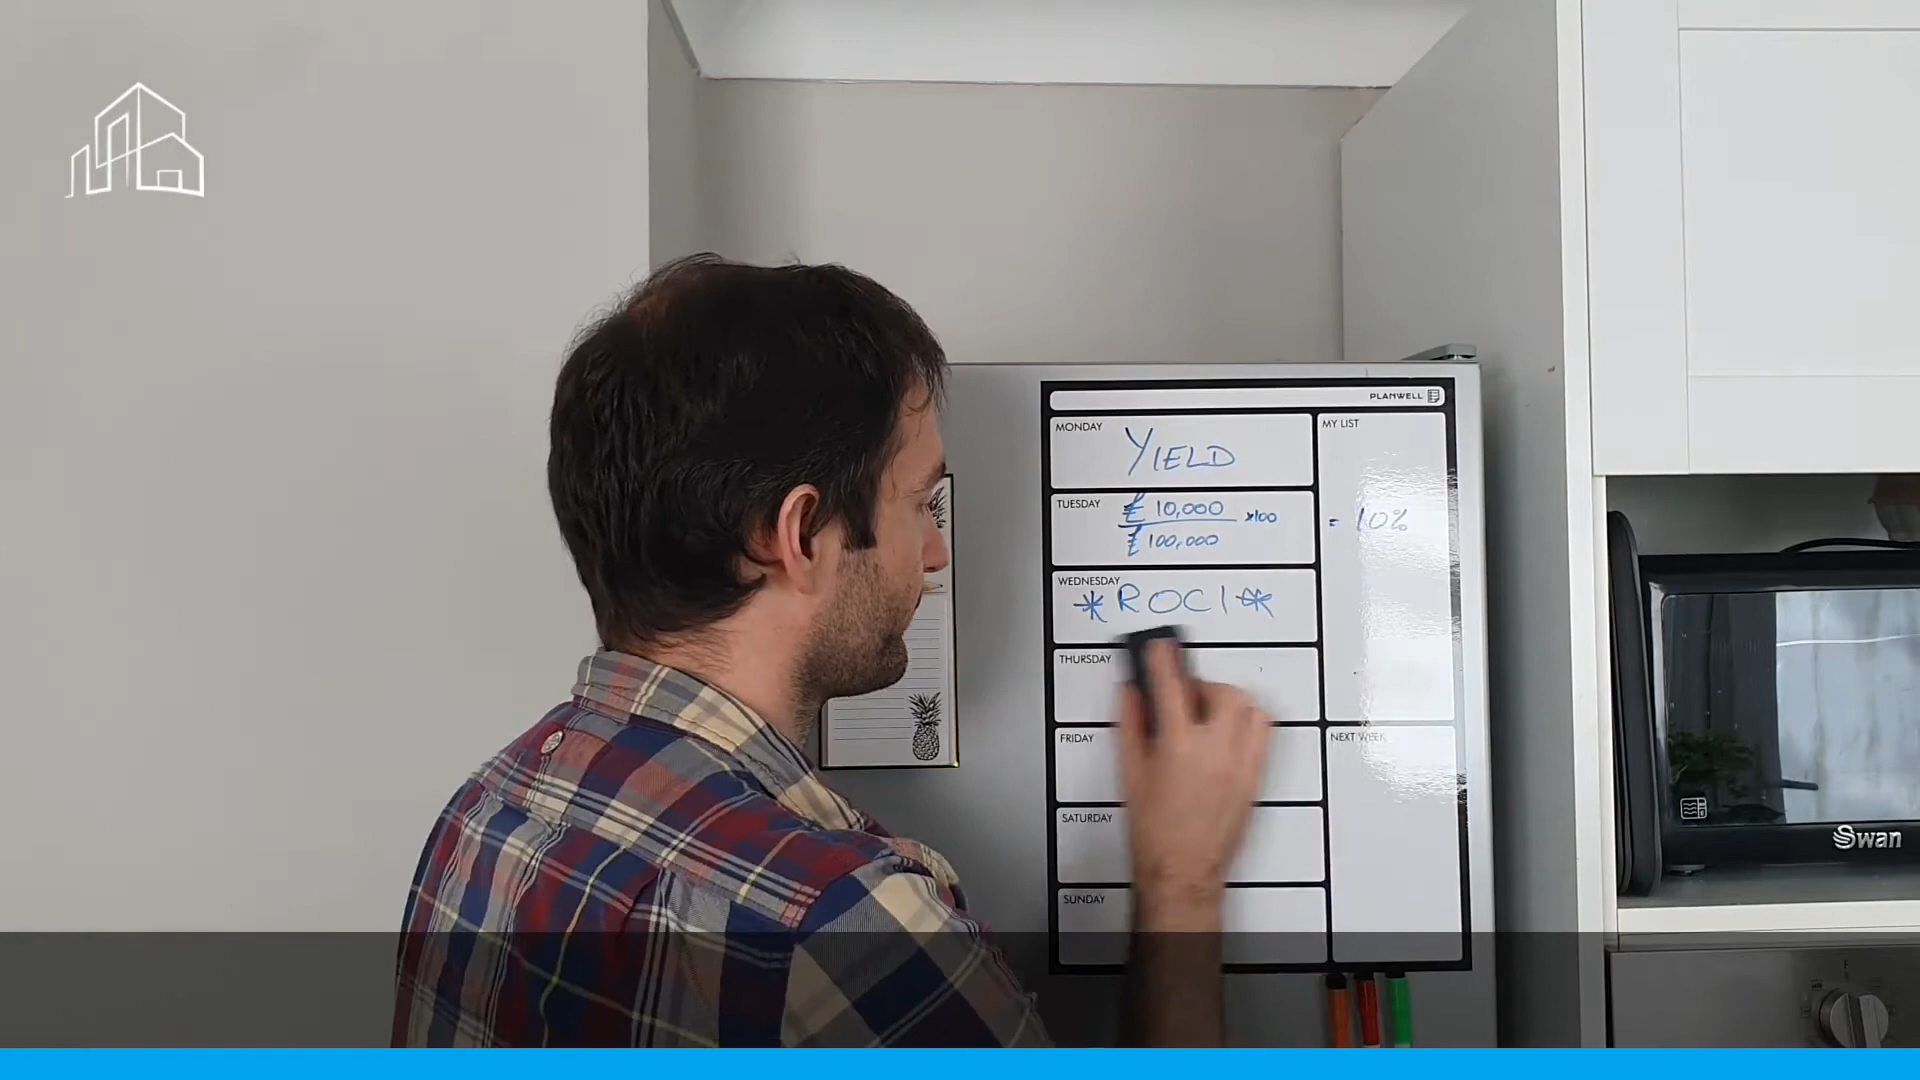 PLANWELL
MONDAY
YIELD
MY LIST
TUESDAY
£ 10,000 x100 = 10%
£ 100,000
WEDNESDAY
*ROCI*
THURSDAY
FRIDAY
NEXT WEEK
SATURDAY
SUNDAY
Swan